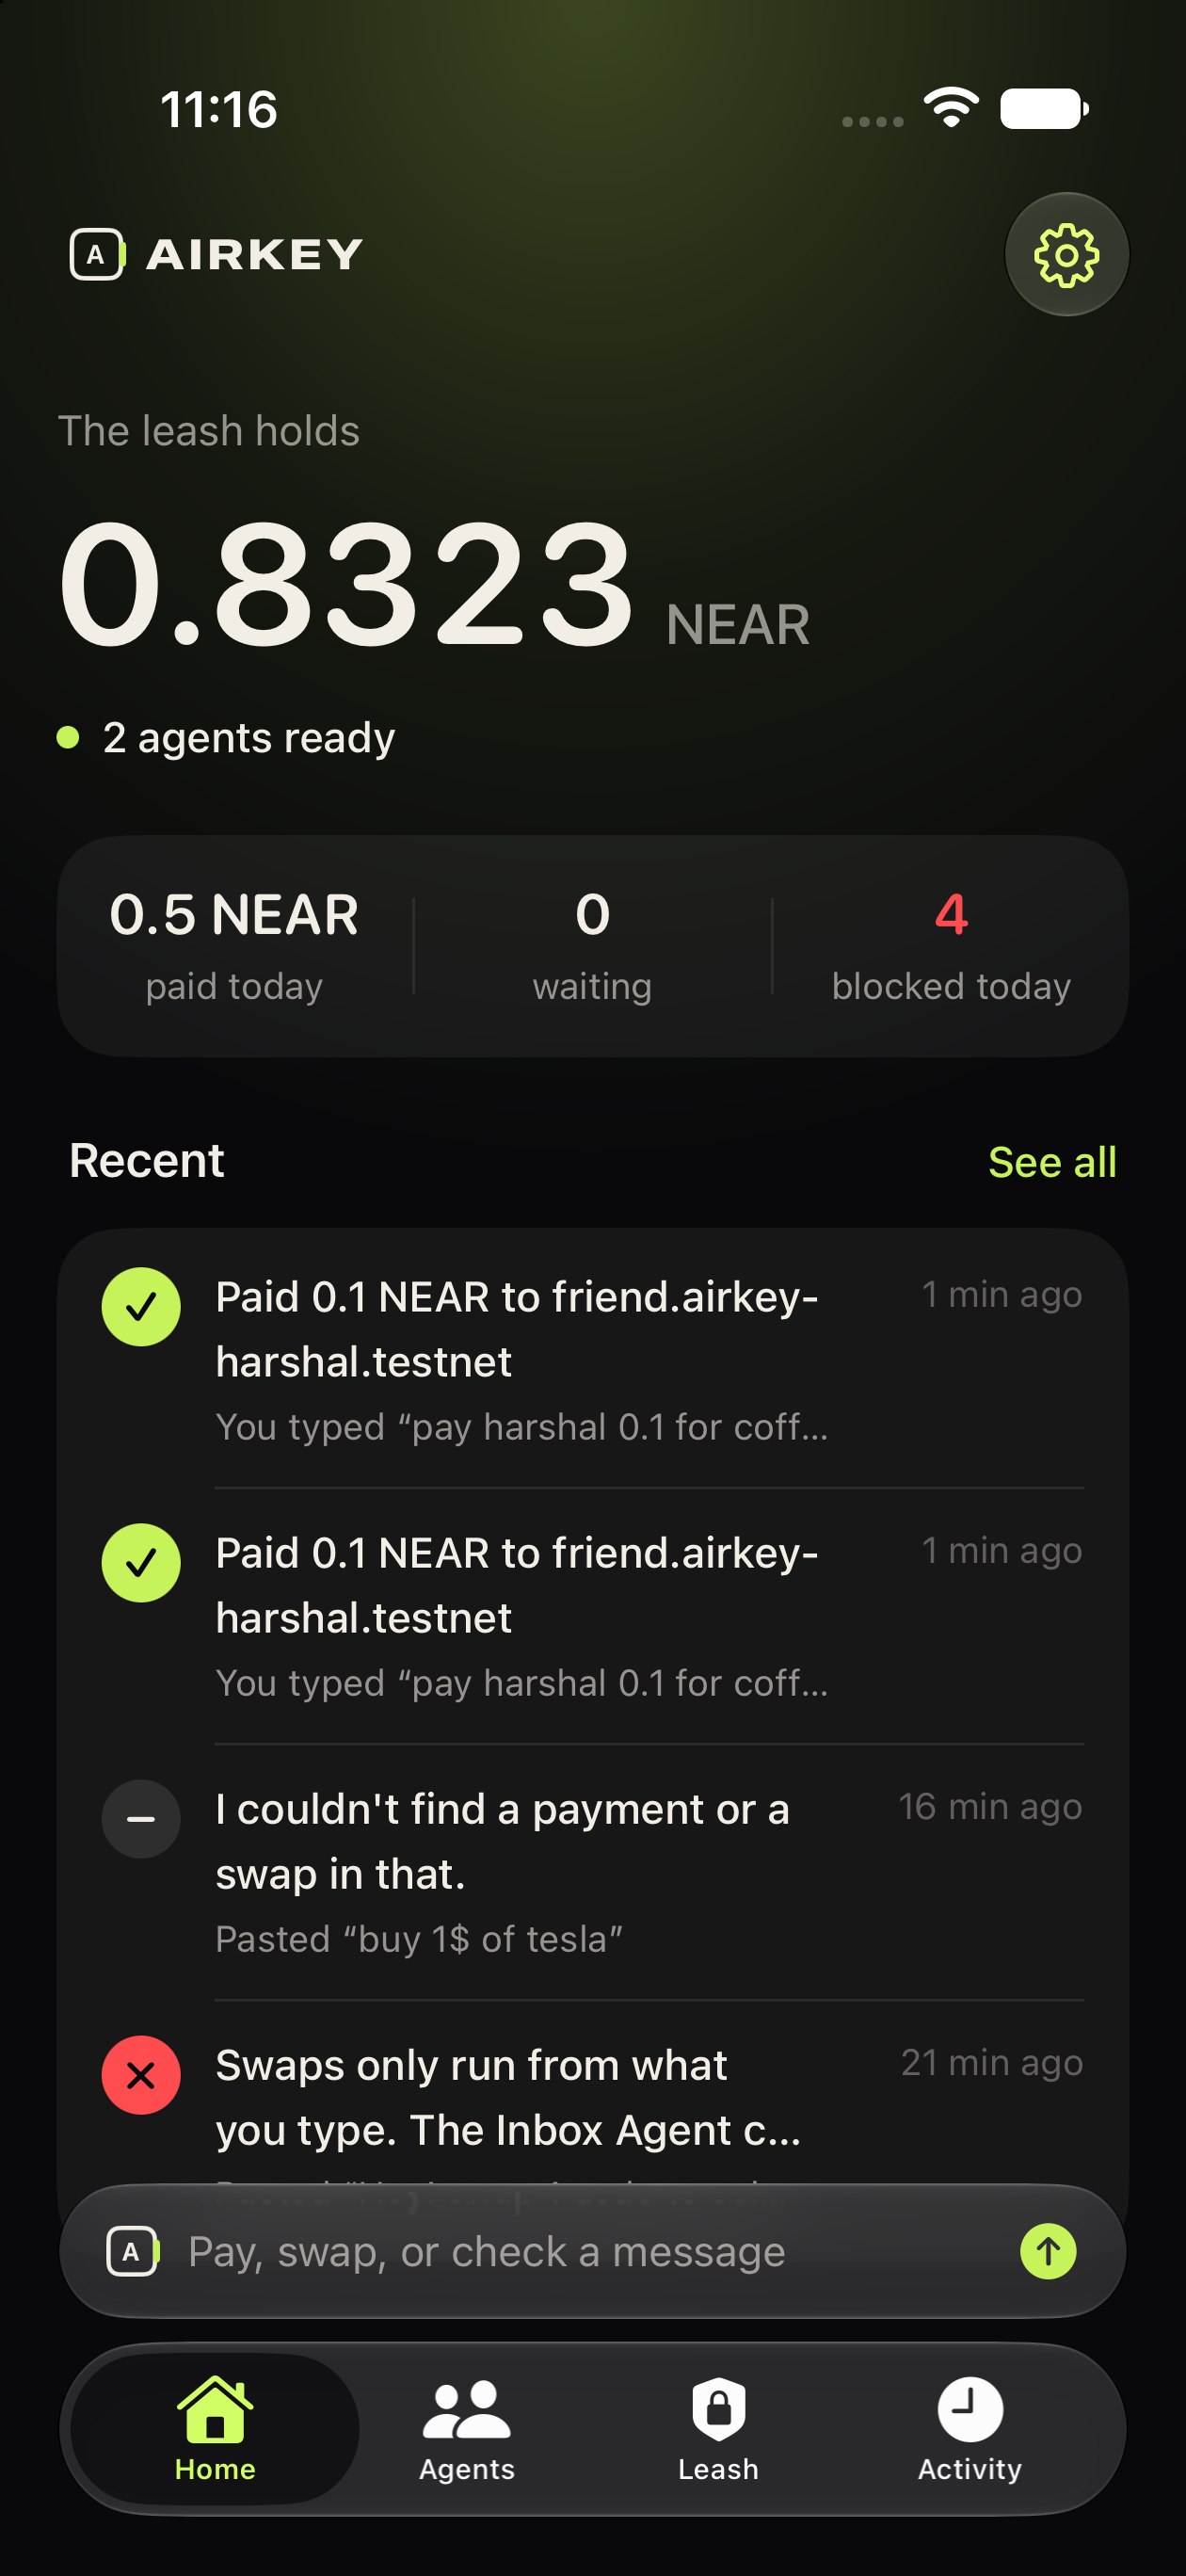 11:16
A AIRKEY
The leash holds
0.8323 NEAR
2 agents ready
0.5 NEAR
paid today
0
waiting
4
blocked today
Recent
See all
Paid 0.1 NEAR to friend.airkey-
harshal.testnet
1 min ago
You typed “pay harshal 0.1 for coff...
Paid 0.1 NEAR to friend.airkey-
harshal.testnet
1 min ago
You typed “pay harshal 0.1 for coff...
I couldn't find a payment or a
swap in that.
16 min ago
Pasted “buy 1$ of tesla”
Swaps only run from what
you type. The Inbox Agent c...
21 min ago
A Pay, swap, or check a message
Home
Agents
Leash
Activity